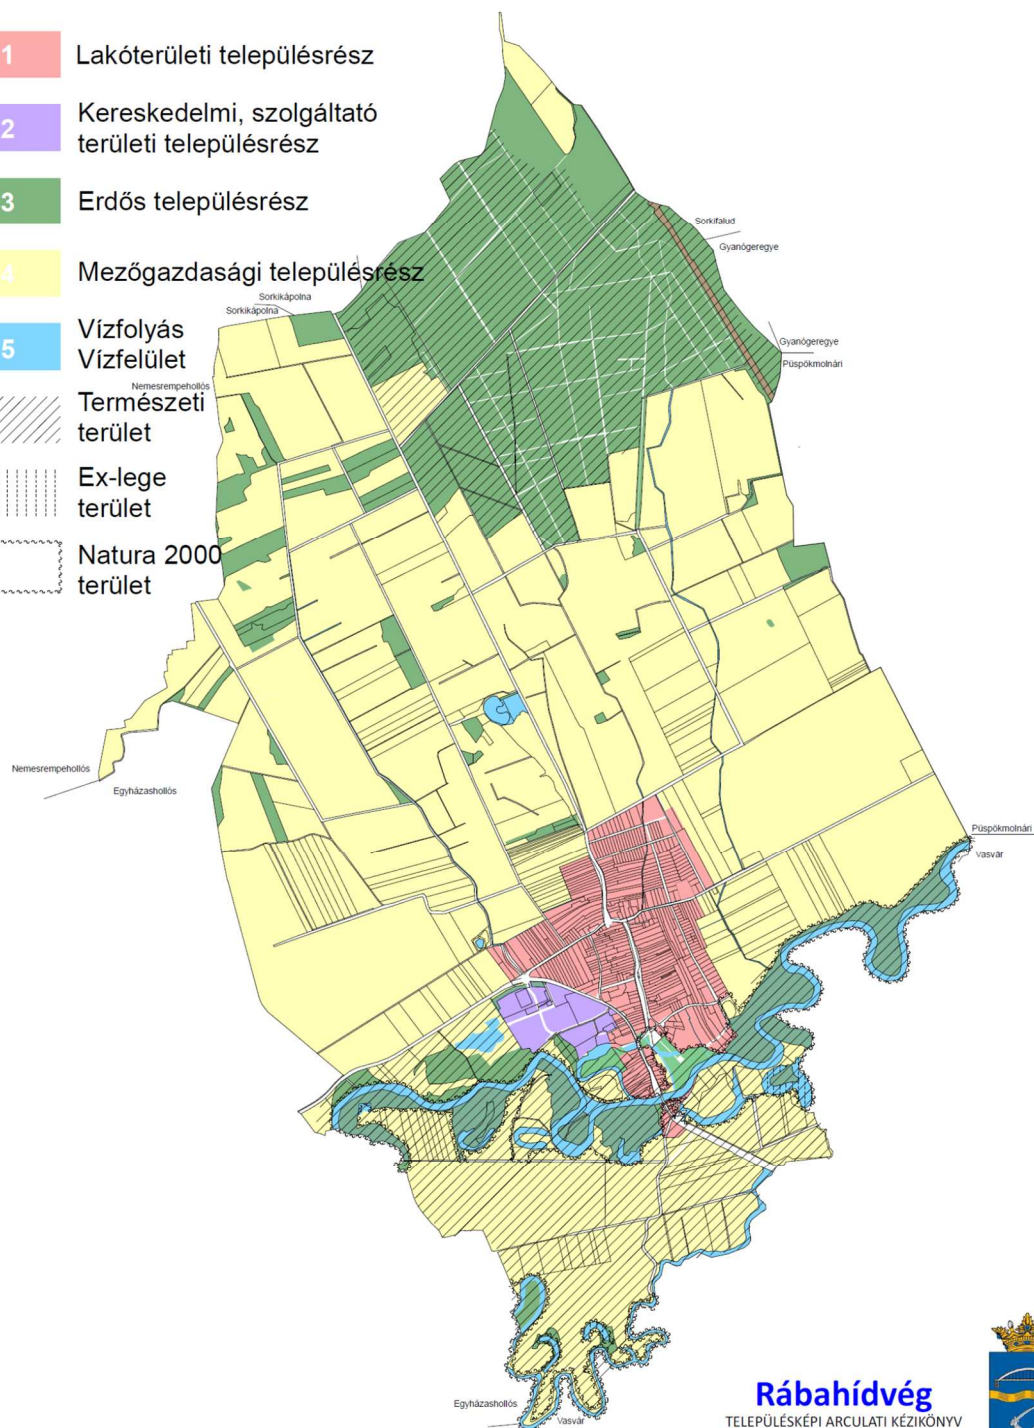 1 Lakóterületi településrész
2 Kereskedelmi, szolgáltató
területi településrész
3 Erdős településrész
4 Mezőgazdasági településrész
5 Vízfolyás
Vízfelület
Természeti
terület
Ex-lege
terület
Natura 2000
terület
Sorkifalud
Gyanógeregye
Sorkikápolna
Sorkikápolna
Gyanógeregye
Püspökmolnári
Nemesrempehollós
Nemesrempehollós
Egyházashollós
Püspökmolnári
Vasvár
Egyházashollós
Vasvár
Rábahídvég
TELEPÜLÉSKÉPI ARCULATI KÉZIKÖNYV